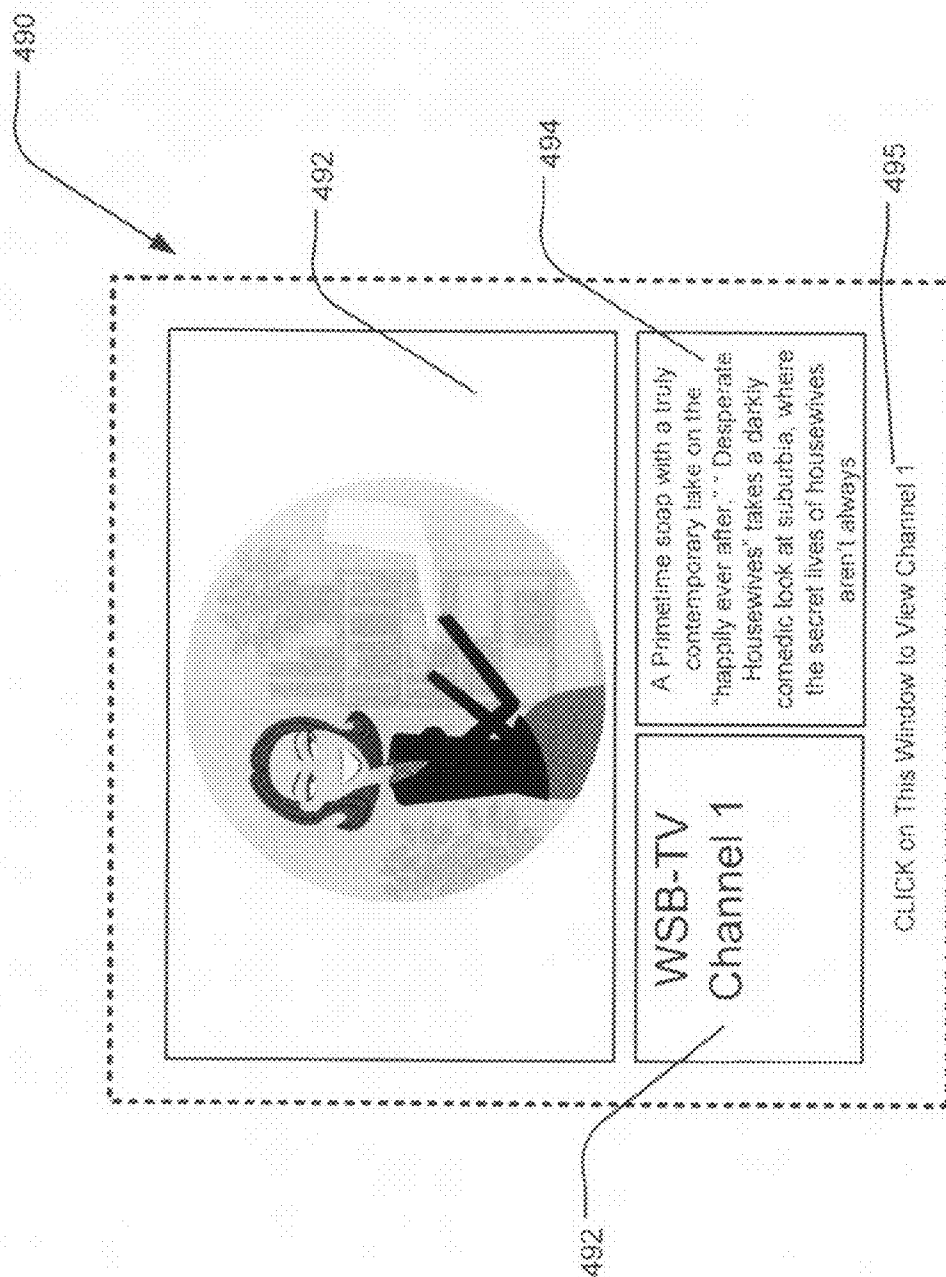 490
492
WSB-TV
Channel 1
492
A Primetime soap with a truly
contemporary take on the
"happily ever after," "Desperate
Housewives" takes a darkly
comedic look at suburbia, where
the secret lives of housewives
aren't always
494
CLICK on This Window to View Channel 1
495